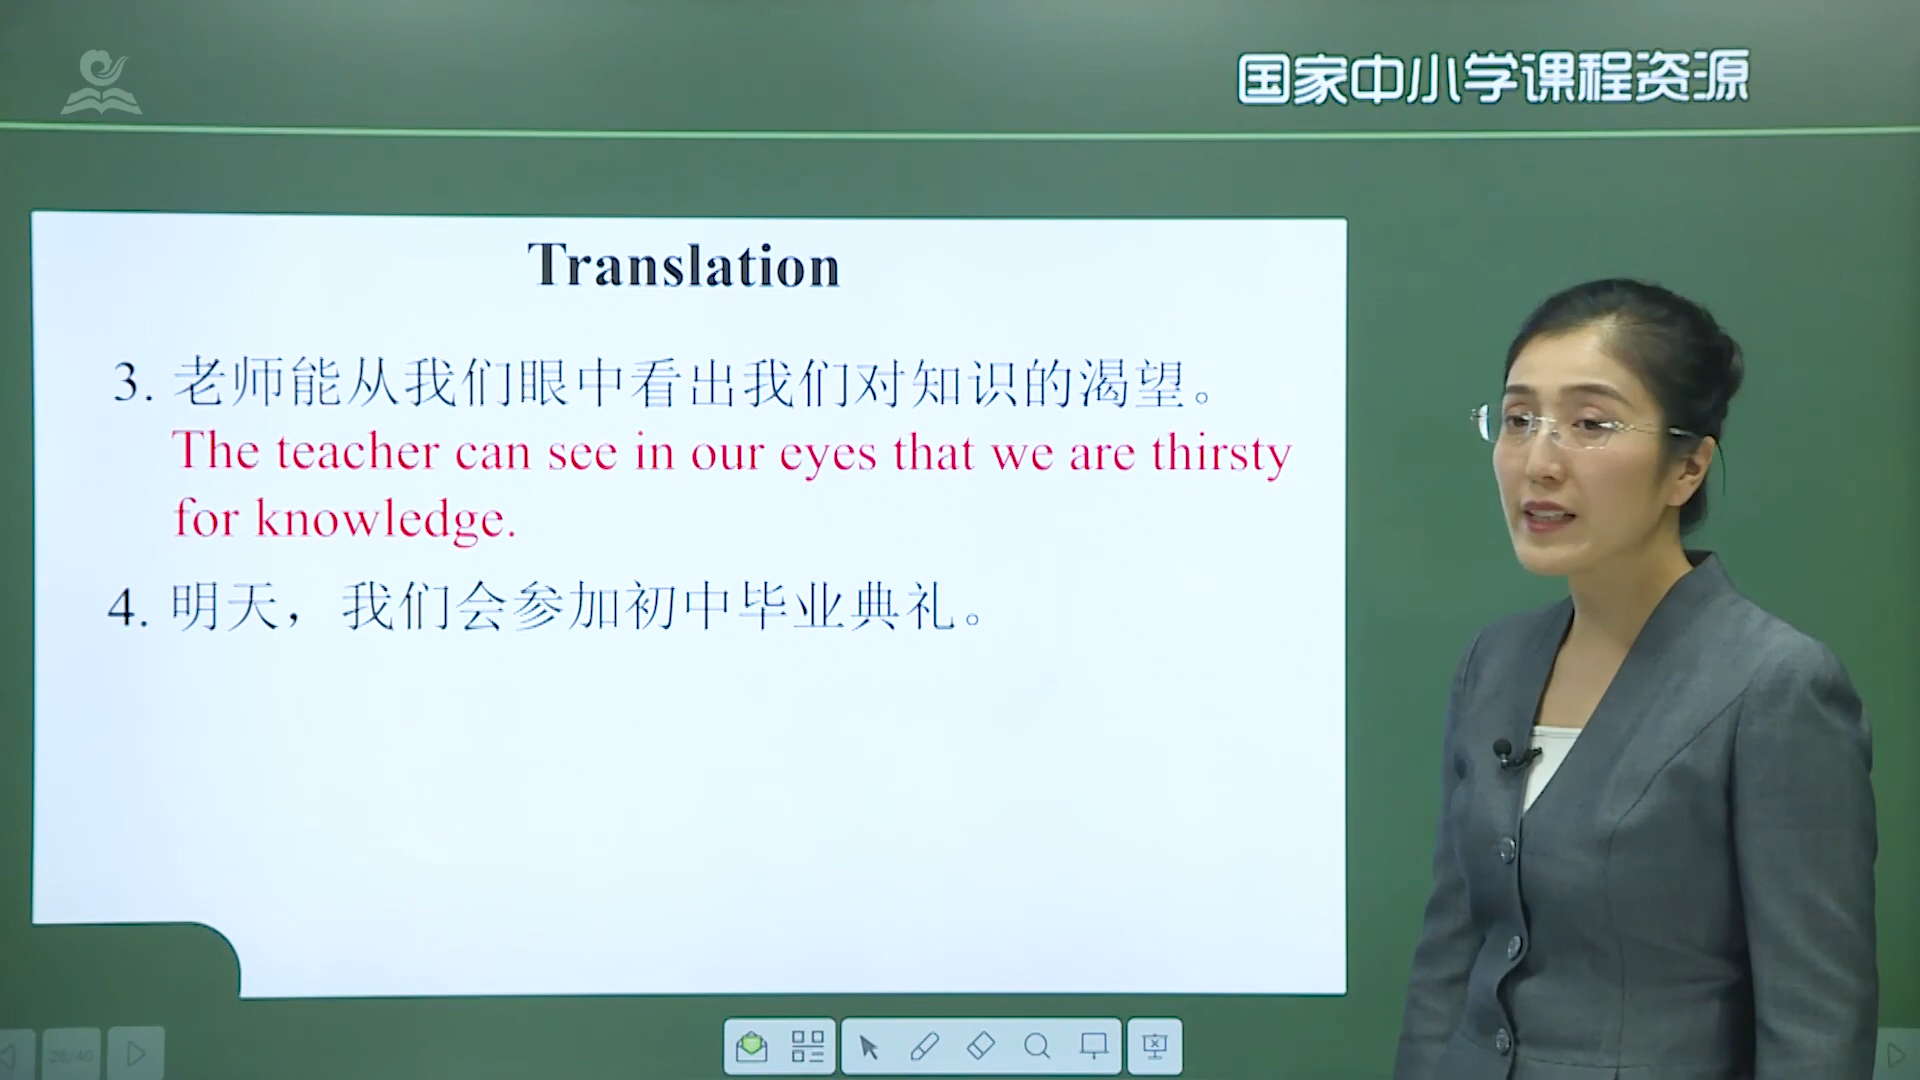 国家中小学课程资源
Translation
3. 老师能从我们眼中看出我们对知识的渴望。
The teacher can see in our eyes that we are thirsty
for knowledge.
4. 明天，我们会参加初中毕业典礼。